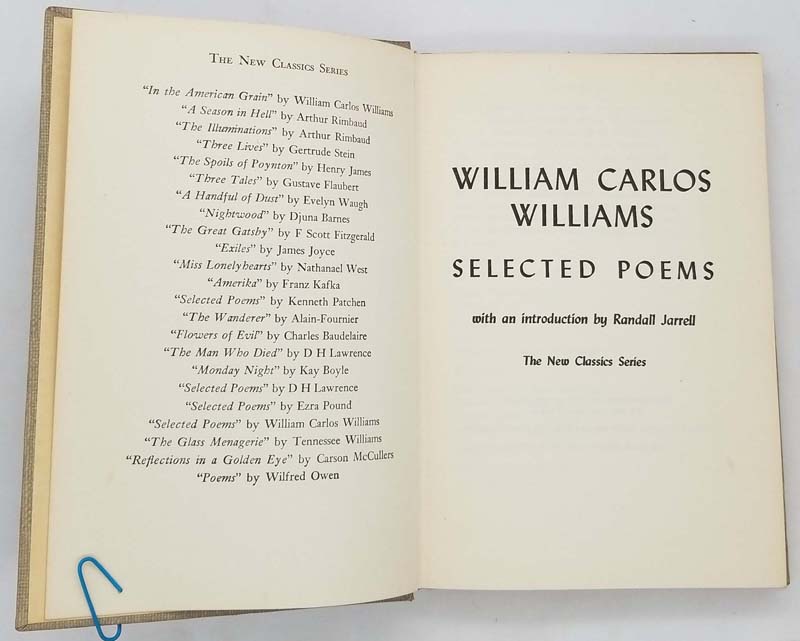 The New Classics Series
"In the American Grain" by William Carlos Williams
"A Season in Hell" by Arthur Rimbaud
"The Illuminations" by Arthur Rimbaud
"Three Lives" by Gertrude Stein
"The Spoils of Poynton" by Henry James
"Three Tales" by Gustave Flaubert
"A Handful of Dust" by Evelyn Waugh
"Nightwood" by Djuna Barnes
"The Great Gatsby" by F Scott Fitzgerald
"Exiles" by James Joyce
"Miss Lonelyhearts" by Nathanael West
"Amerika" by Franz Kafka
"Selected Poems" by Kenneth Patchen
"The Wanderer" by Alain-Fournier
"Flowers of Evil" by Charles Baudelaire
"The Man Who Died" by D H Lawrence
"Monday Night" by Kay Boyle
"Selected Poems" by D H Lawrence
"Selected Poems" by Ezra Pound
"Selected Poems" by William Carlos Williams
"The Glass Menagerie" by Tennessee Williams
"Reflections in a Golden Eye" by Carson McCullers
"Poems" by Wilfred Owen
WILLIAM CARLOS
WILLIAMS
SELECTED POEMS
with an introduction by Randall Jarrell
The New Classics Series